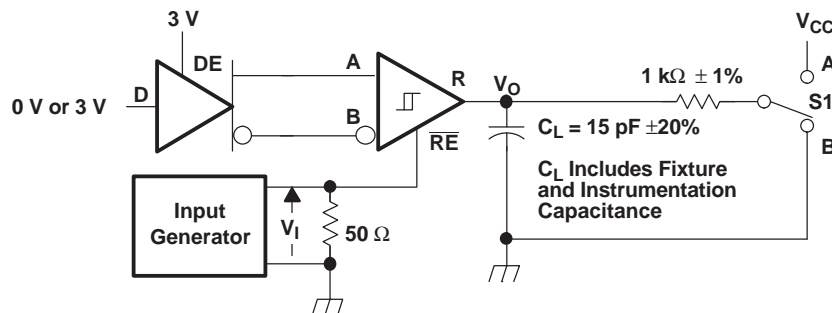 3 V
DE
0 V or 3 V
D
A
B
R
RE
VO
1 kΩ ± 1%
VCC
A
S1
B
CL = 15 pF ±20%
CL Includes Fixture
and Instrumentation
Capacitance
Input
Generator
VI
50 Ω